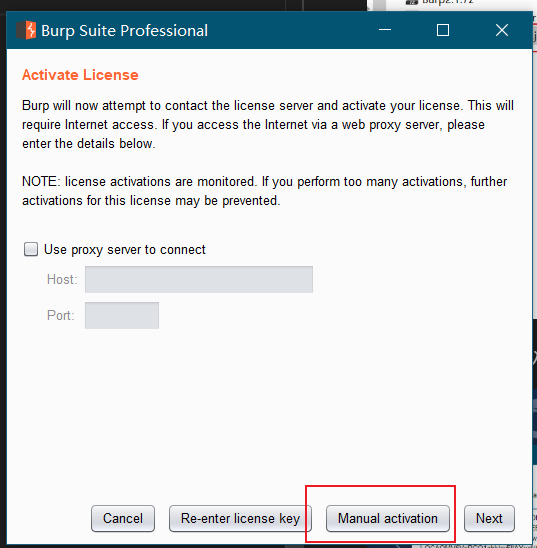 Burp2.1.7z
Burp Suite Professional
Activate License
Burp will now attempt to contact the license server and activate your license. This will
require Internet access. If you access the Internet via a web proxy server, please
enter the details below.
NOTE: license activations are monitored. If you perform too many activations, further
activations for this license may be prevented.
Use proxy server to connect
Host:
Port:
Cancel
Re-enter license key
Manual activation
Next